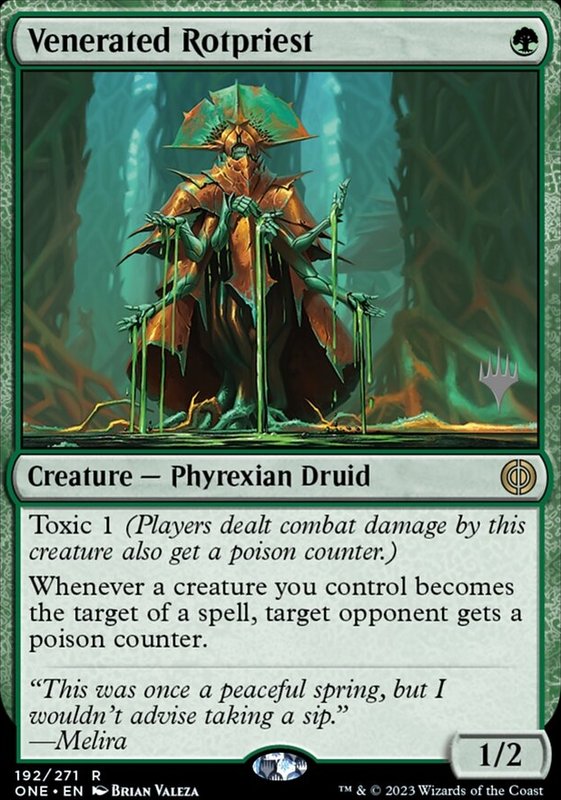 Venerated Rotpriest
Creature — Phyrexian Druid
Toxic 1 (Players dealt combat damage by this
creature also get a poison counter.)
Whenever a creature you control becomes
the target of a spell, target opponent gets a
poison counter.
“This was once a peaceful spring, but I
wouldn’t advise taking a sip.”
—Melira
1/2
192/271 R
ONE • EN Brian Valeza
™ & © 2023 Wizards of the Coast